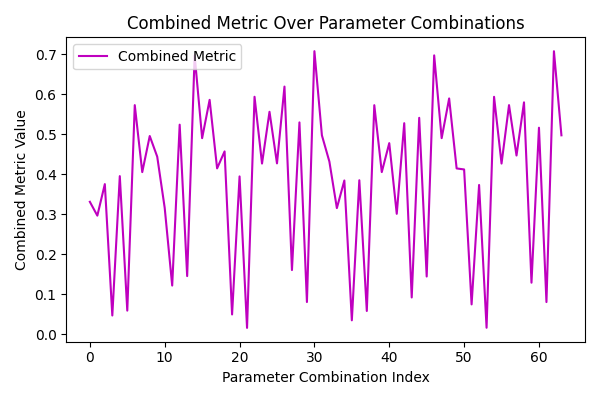 Combined Metric Over Parameter Combinations
Combined Metric
Combined Metric Value
0.7
0.6
0.5
0.4
0.3
0.2
0.1
0.0
0 10 20 30 40 50 60
Parameter Combination Index